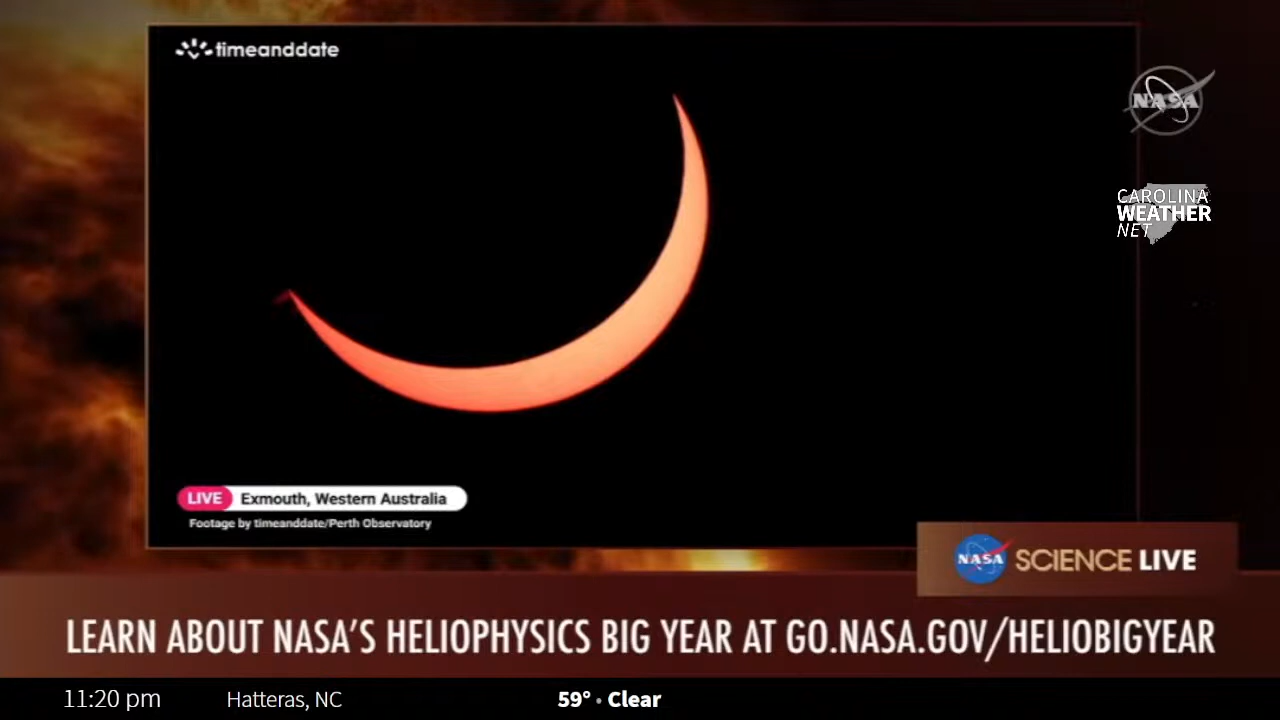 timeanddate
NASA
CAROLINA
WEATHER
NET
LIVE Exmouth, Western Australia
Footage by timeanddate/Perth Observatory
NASA SCIENCE LIVE
LEARN ABOUT NASA'S HELIOPHYSICS BIG YEAR AT GO.NASA.GOV/HELIOBIGYEAR
11:20 pm Hatteras, NC 59° • Clear